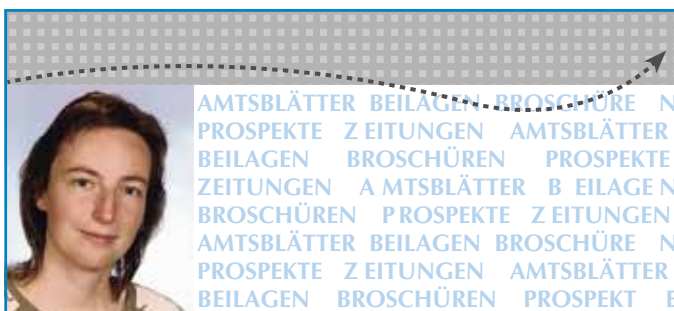 AMTSBLÄTTER BEILAGEN BROSCHÜRE N
PROSPEKTE Z EITUNGEN AMTSBLÄTTER
BEILAGEN BROSCHÜREN PROSPEKTE
ZEITUNGEN A MTSBLÄTTER B EILAGE N
BROSCHÜREN P ROSPEKTE Z EITUNGEN
AMTSBLÄTTER BEILAGEN BROSCHÜRE N
PROSPEKTE Z EITUNGEN AMTSBLÄTTER
BEILAGEN BROSCHÜREN PROSPEKT E